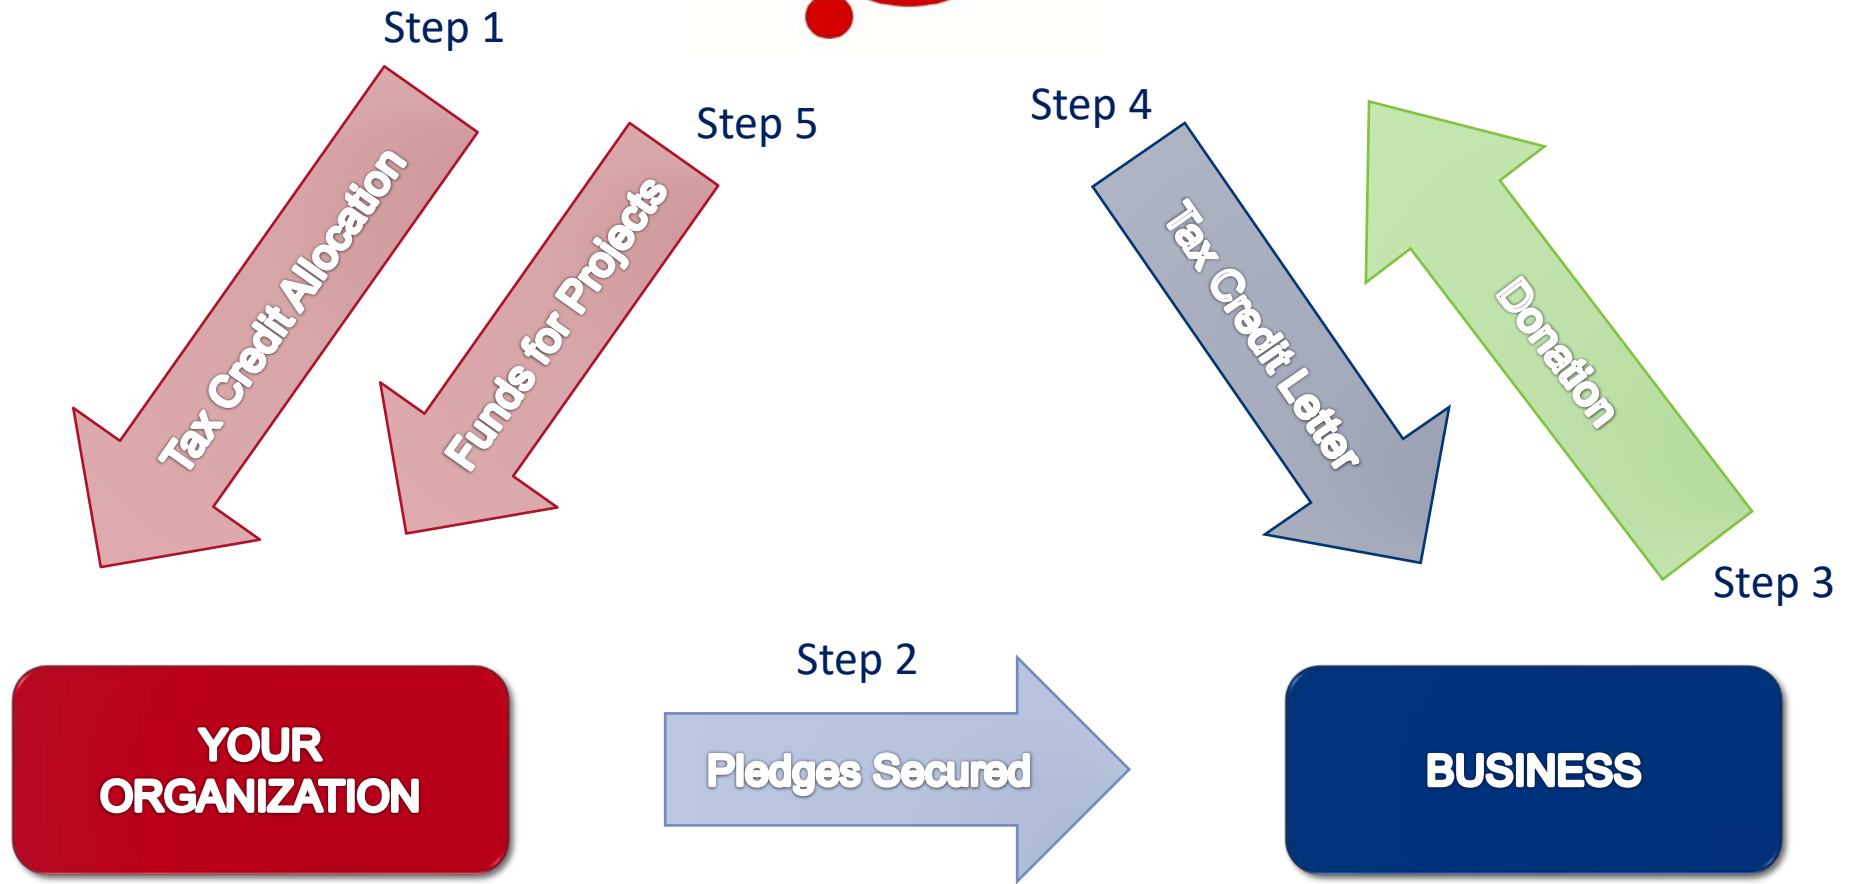 Step 1
Step 5
Step 4
Tax Credit Allocation
Funds for Projects
Tax Credit Letter
Donation
Step 3
Step 2
YOUR
ORGANIZATION
Pledges Secured
BUSINESS